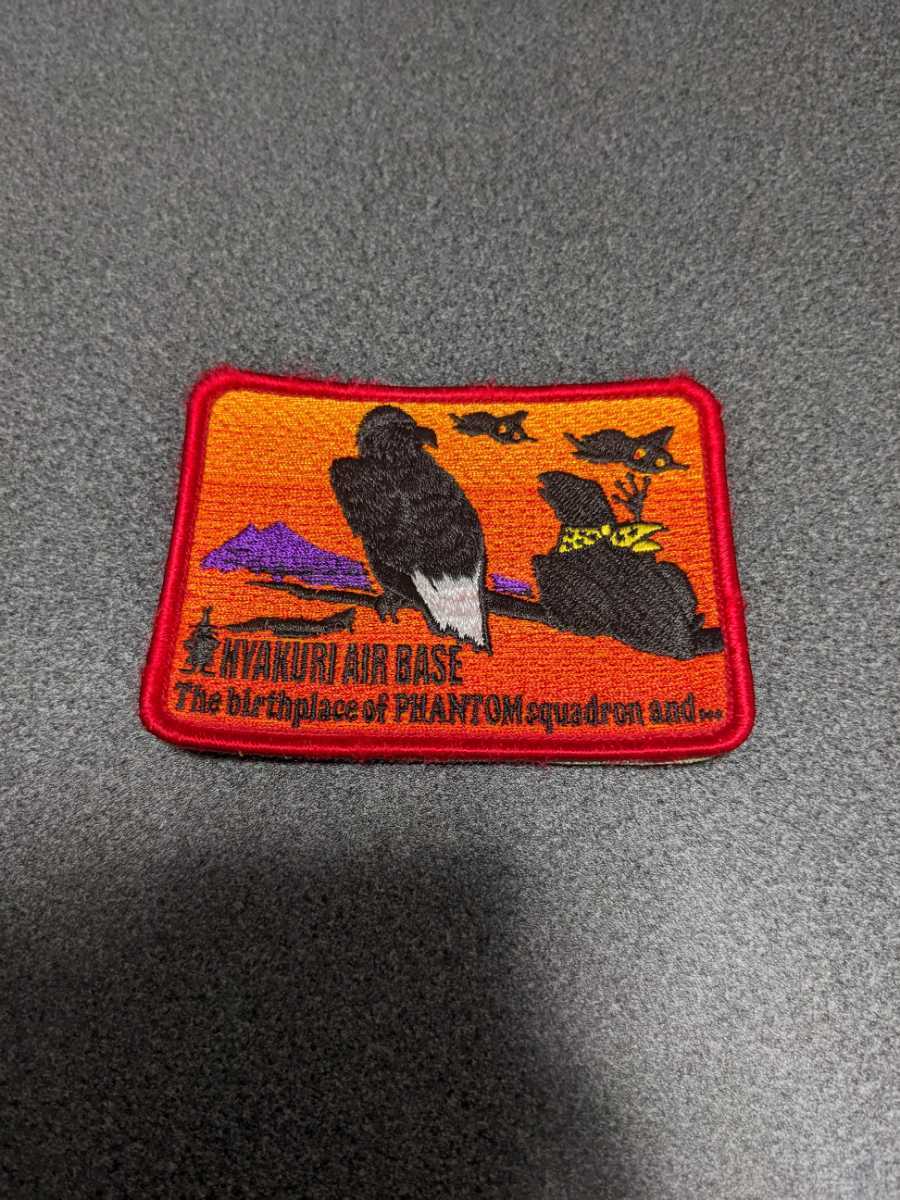 HYAKURI AIR BASE
The birthplace of PHANTOM squadron and...